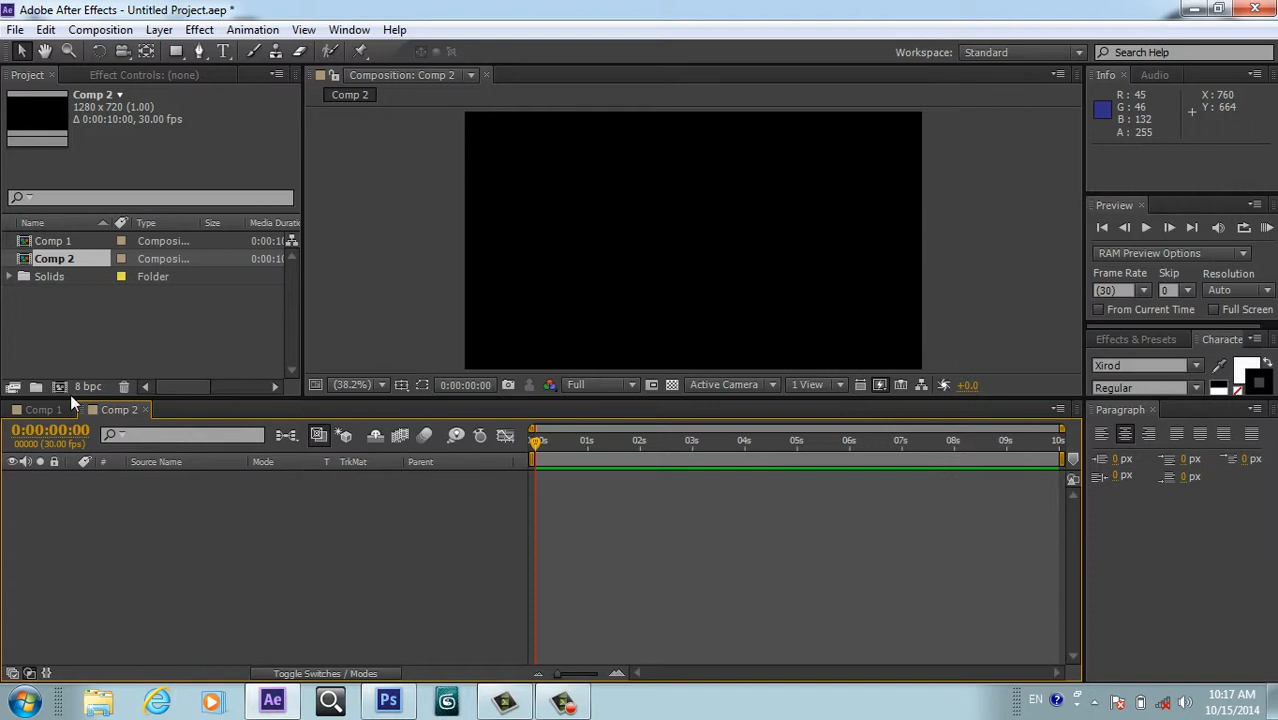 Adobe After Effects - Untitled Project.aep *
File Edit Composition Layer Effect Animation View Window Help
Workspace: Standard
Search Help
Project
Effect Controls: (none)
Composition: Comp 2
Info
Audio
Comp 2
1280 x 720 (1.00)
Δ 0:00:10:00, 30.00 fps
Comp 2
R : 45
G : 46
B : 132
A : 255
X : 760
Y : 664
Preview
Name Type Size Media Duratio
Comp 1 Composi... 0:00:10
Comp 2 Composi... 0:00:10
Solids Folder
RAM Preview Options
Frame Rate Skip Resolution
(30) 0 Auto
From Current Time Full Screen
Effects & Presets Characte
Xirod
Regular
8 bpc
(38.2%) 0:00:00:00 Full Active Camera 1 View +0.0
Comp 1
Comp 2
Paragraph
0:00:00:00
00000 (30.00 fps)
00s 01s 02s 03s 04s 05s 06s 07s 08s 09s 10s
# Source Name Mode T TrkMat Parent
0 px 0 px 0 px
0 px 0 px
Toggle Switches / Modes
Ae Ps
EN
10:17 AM
10/15/2014